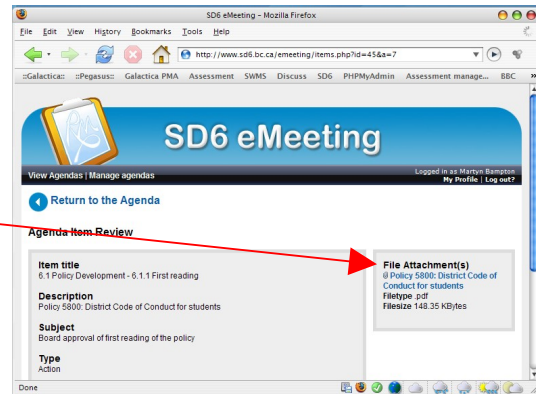 SD6 eMeeting - Mozilla Firefox
File Edit View History Bookmarks Tools Help
http://www.sd6.bc.ca/emeeting/items.php?id=45&a=7
::Galactica:: ::Pegasus:: Galactica PMA Assessment SWMS Discuss SD6 PHPMyAdmin Assessment manage... BBC »
SD6 eMeeting
View Agendas | Manage agendas
Logged in as Martyn Bampton
My Profile | Log out?
Return to the Agenda
Agenda Item Review
Item title
6.1 Policy Development - 6.1.1 First reading
Description
Policy 5800: District Code of Conduct for students
Subject
Board approval of first reading of the policy
Type
Action
File Attachment(s)
Policy 5800: District Code of
Conduct for students
Filetype .pdf
Filesize 148.35 KBytes
Done